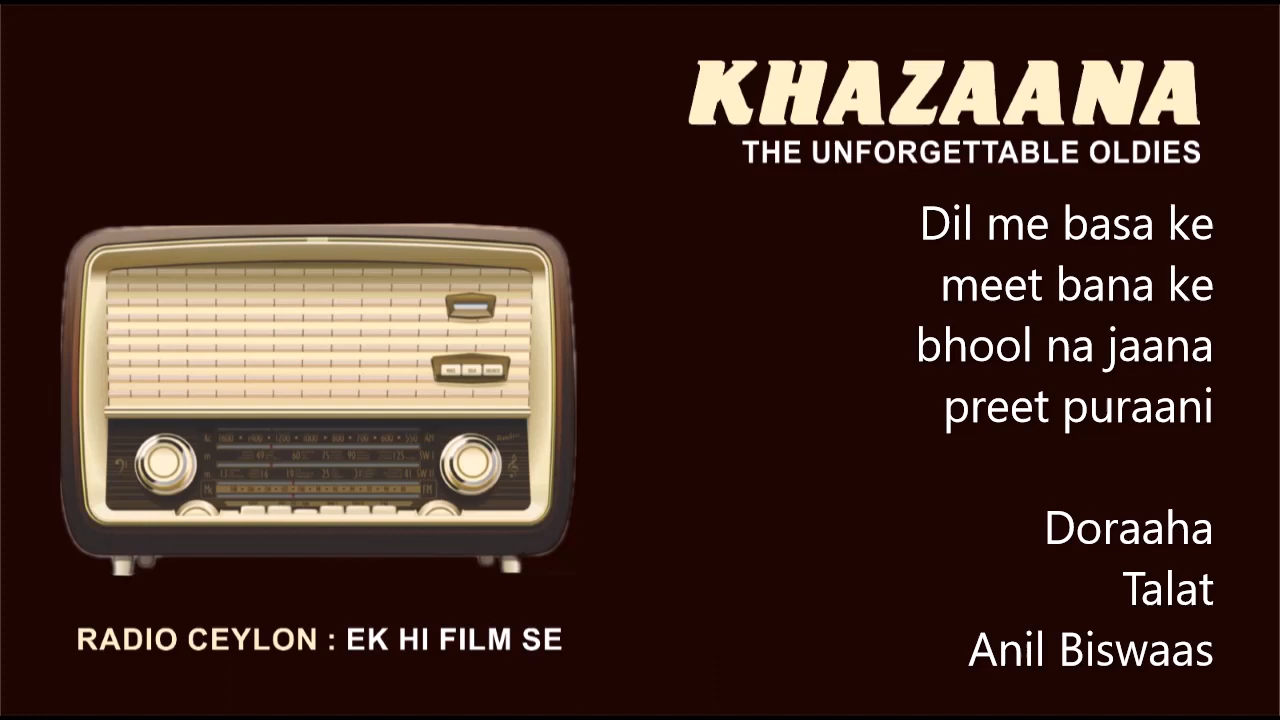 KHAZAANA
THE UNFORGETTABLE OLDIES
Dil me basa ke
meet bana ke
bhool na jaana
preet puraani
Doraaha
Talat
Anil Biswaas
RADIO CEYLON : EK HI FILM SE